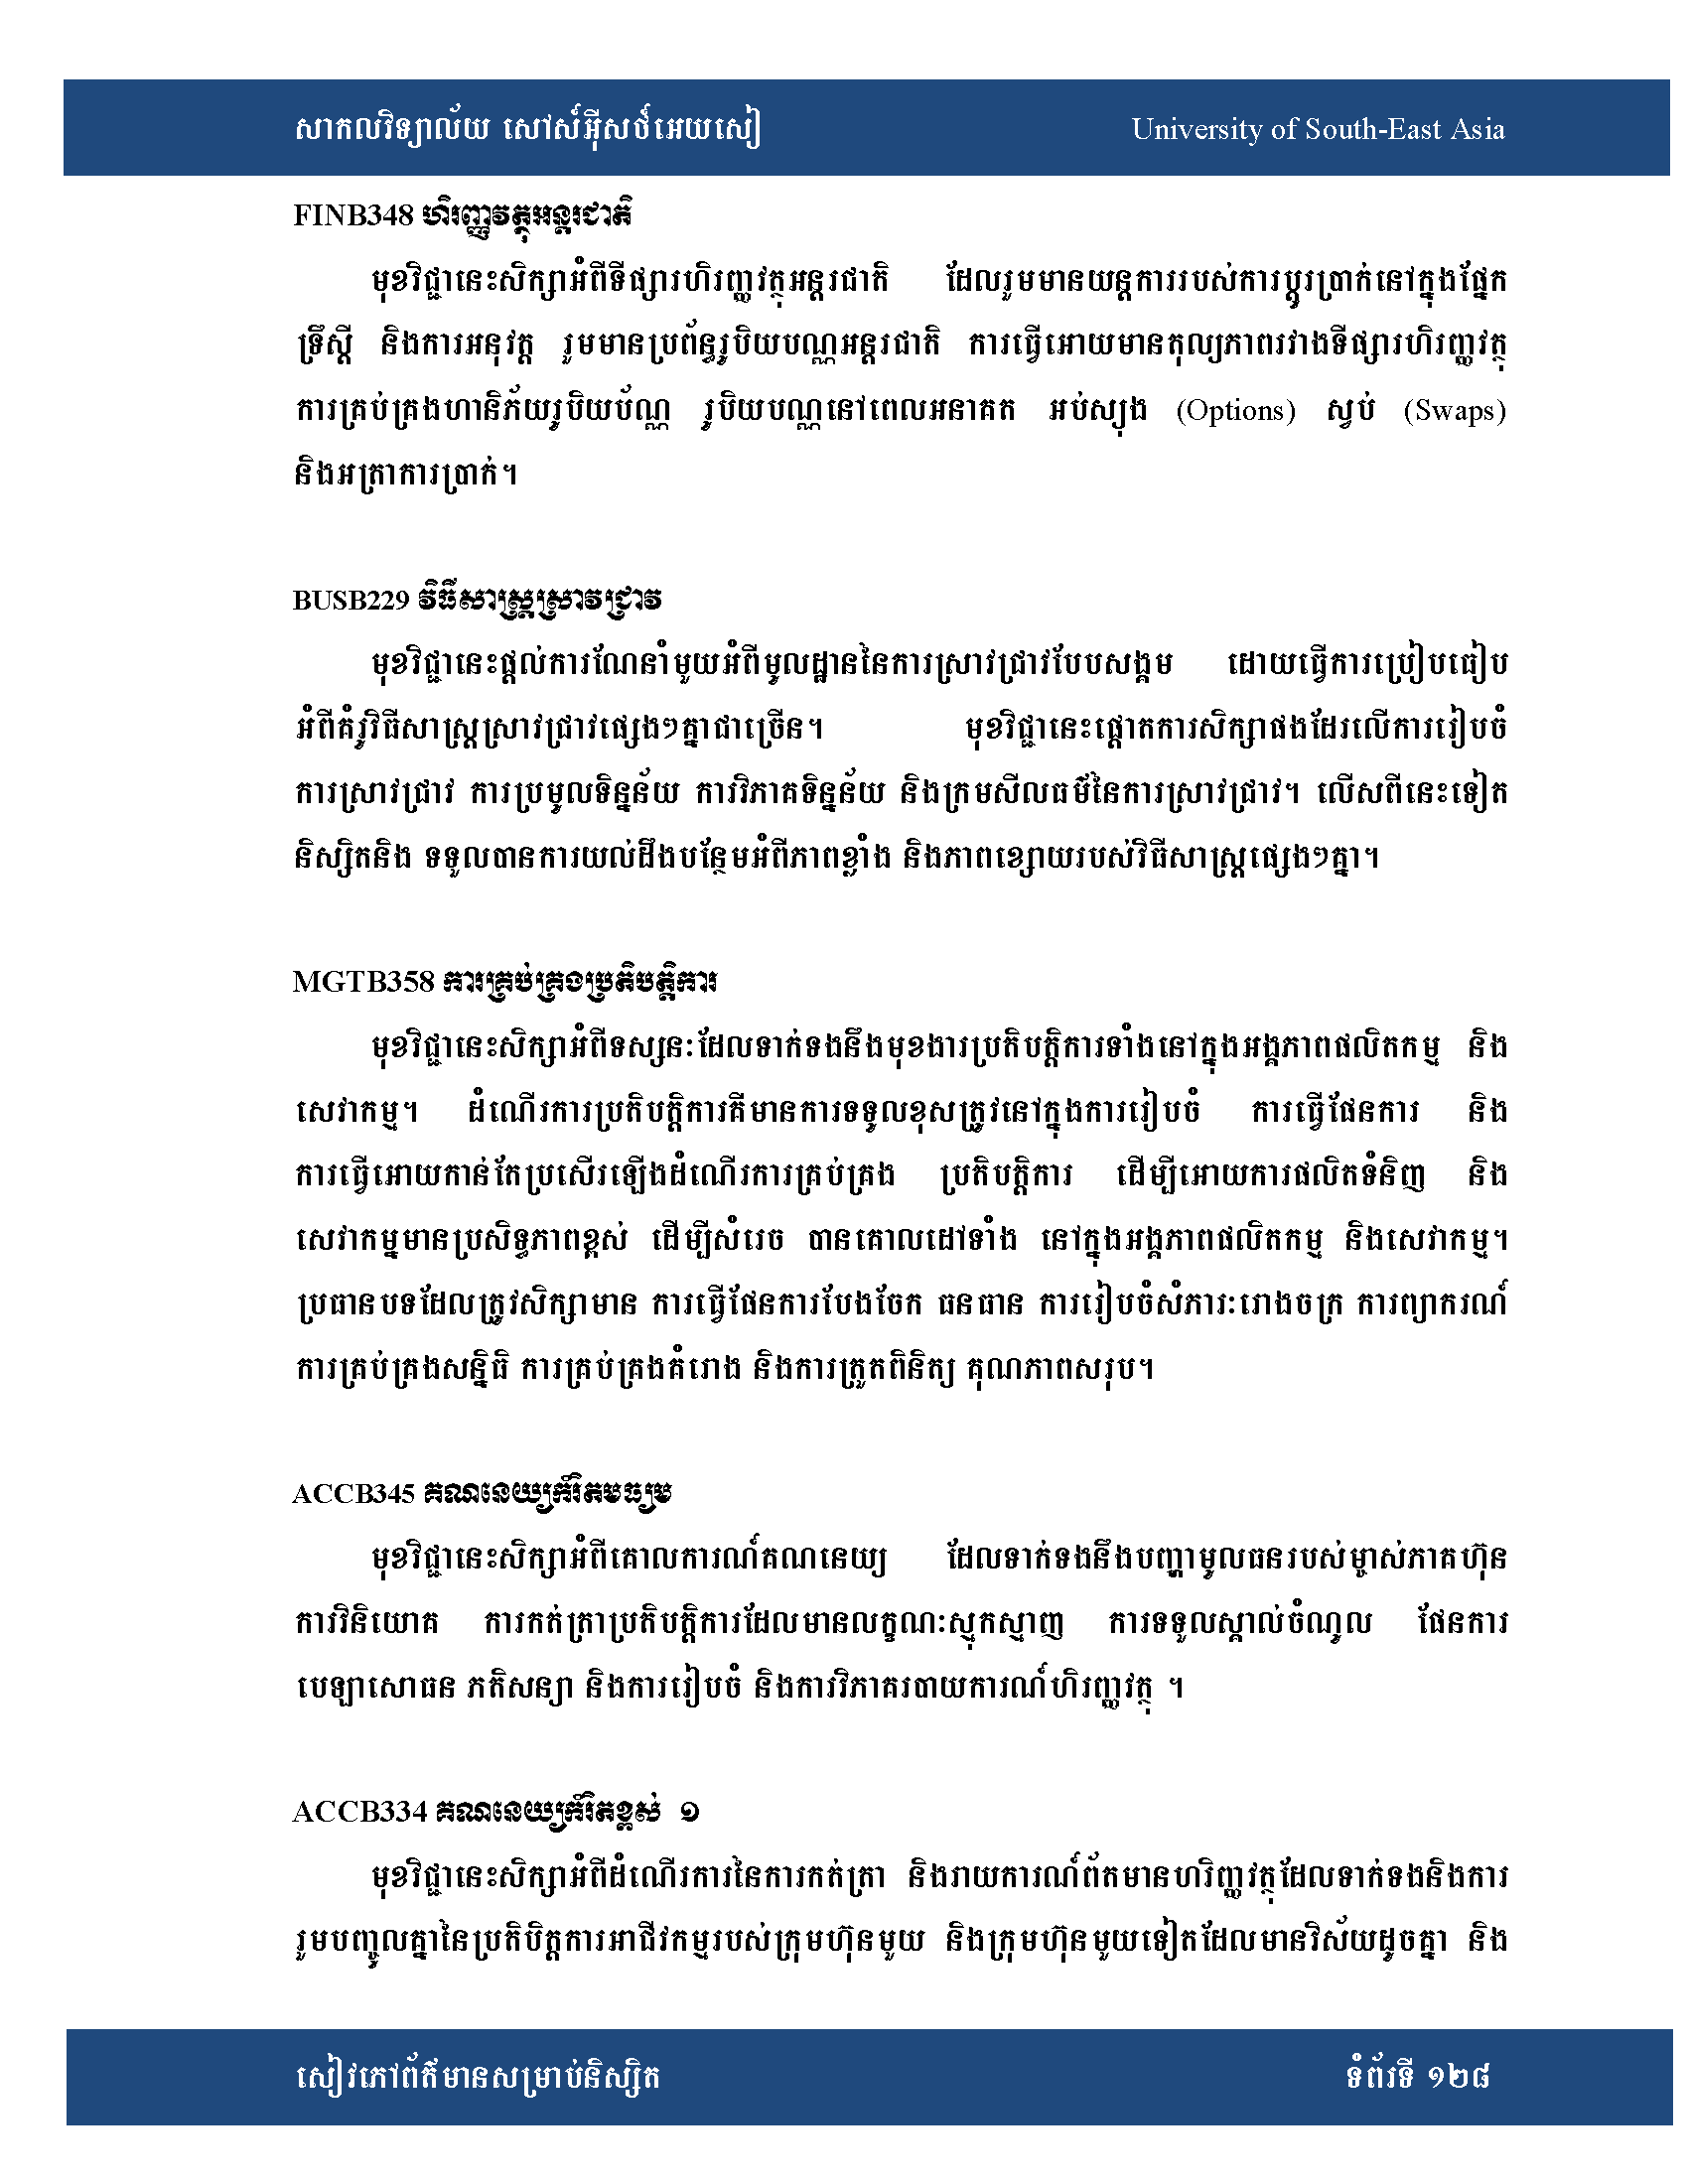 សាកលវិទ្យាល័យ សៅស៍អ៊ីសថ៍អេយសៀ University of South-East Asia
FINB348 ហិរញ្ញវត្ថុអន្តរជាតិ
មុខវិជ្ជានេះសិក្សាអំពីទីផ្សារហិរញ្ញវត្ថុអន្តរជាតិ ដែលរួមមានយន្តការរបស់ការប្តូរប្រាក់នៅក្នុងផ្នែក
ទ្រឹស្តី និងការអនុវត្ត រួមមានប្រព័ន្ធរូបិយបណ្ណអន្តរជាតិ ការធ្វើអោយមានតុល្យភាពរវាងទីផ្សារហិរញ្ញវត្ថុ
ការគ្រប់គ្រងហានិភ័យរូបិយប័ណ្ណ រូបិយបណ្ណនៅពេលអនាគត អប់ស្យុង (Options) ស្វប់ (Swaps)
និងអត្រាការប្រាក់។
BUSB229 វិធីសាស្ត្រស្រាវជ្រាវ
មុខវិជ្ជានេះផ្តល់ការណែនាំមួយអំពីមូលដ្ឋាននៃការស្រាវជ្រាវបែបសង្គម ដោយធ្វើការប្រៀបធៀប
អំពីគំរូវិធីសាស្ត្រស្រាវជ្រាវផ្សេងៗគ្នាជាច្រើន។ មុខវិជ្ជានេះផ្តោតការសិក្សាផងដែរលើការរៀបចំ
ការស្រាវជ្រាវ ការប្រមូលទិន្នន័យ ការវិភាគទិន្នន័យ និងក្រមសីលធម៌នៃការស្រាវជ្រាវ។ លើសពីនេះទៀត
និស្សិតនិង ទទួលបានការយល់ដឹងបន្ថែមអំពីភាពខ្លាំង និងភាពខ្សោយរបស់វិធីសាស្ត្រផ្សេងៗគ្នា។
MGTB358 ការគ្រប់គ្រងប្រតិបត្តិការ
មុខវិជ្ជានេះសិក្សាអំពីទស្សនៈដែលទាក់ទងនឹងមុខងារប្រតិបត្តិការទាំងនៅក្នុងអង្គភាពផលិតកម្ម និង
សេវាកម្ម។ ដំណើរការប្រតិបត្តិការគឺមានការទទូលខុសត្រូវនៅក្នុងការរៀបចំ ការធ្វើផែនការ និង
ការធ្វើអោយកាន់តែប្រសើរឡើងដំណើរការគ្រប់គ្រង ប្រតិបត្តិការ ដើម្បីអោយការផលិតទំនិញ និង
សេវាកម្មនមានប្រសិទ្ធភាពខ្ពស់ ដើម្បីសំរេច បានគោលដៅទាំង នៅក្នុងអង្គភាពផលិតកម្ម និងសេវាកម្ម។
ប្រធានបទដែលត្រូវសិក្សាមាន ការធ្វើផែនការបែងចែក ធនធាន ការរៀបចំសំភារៈរោងចក្រ ការព្យាករណ៍
ការគ្រប់គ្រងសន្និធិ ការគ្រប់គ្រងគំរោង និងការត្រួតពិនិត្យ គុណភាពសរុប។
ACCB345 គណនេយ្យកំរិតមធ្យម
មុខវិជ្ជានេះសិក្សាអំពីគោលការណ៍គណនេយ្យ ដែលទាក់ទងនឹងបញ្ហាមូលធនរបស់ម្ចាស់ភាគហ៊ុន
ការវិនិយោគ ការកត់ត្រាប្រតិបត្តិការដែលមានលក្ខណៈស្មុកស្មាញ ការទទួលស្គាល់ចំណូល ផែនការ
បេឡាសោធន ភតិសន្យា និងការរៀបចំ និងការវិភាគរបាយការណ៍ហិរញ្ញវត្ថុ ។
ACCB334 គណនេយ្យកំរិតខ្ពស់ ១
មុខវិជ្ជានេះសិក្សាអំពីដំណើរការនៃការកត់ត្រា និងរាយការណ៍ព័តមានហរិញ្ញវត្ថុដែលទាក់ទងនិងការ
រួមបញ្ចូលគ្នានៃប្រតិបិត្តការអាជីវកម្មរបស់ក្រុមហ៊ុនមួយ និងក្រុមហ៊ុនមួយទៀតដែលមានវិស័យដូចគ្នា និង
សៀវភៅព័ត៌មានសម្រាប់និស្សិត ទំព័រទី ១២៨